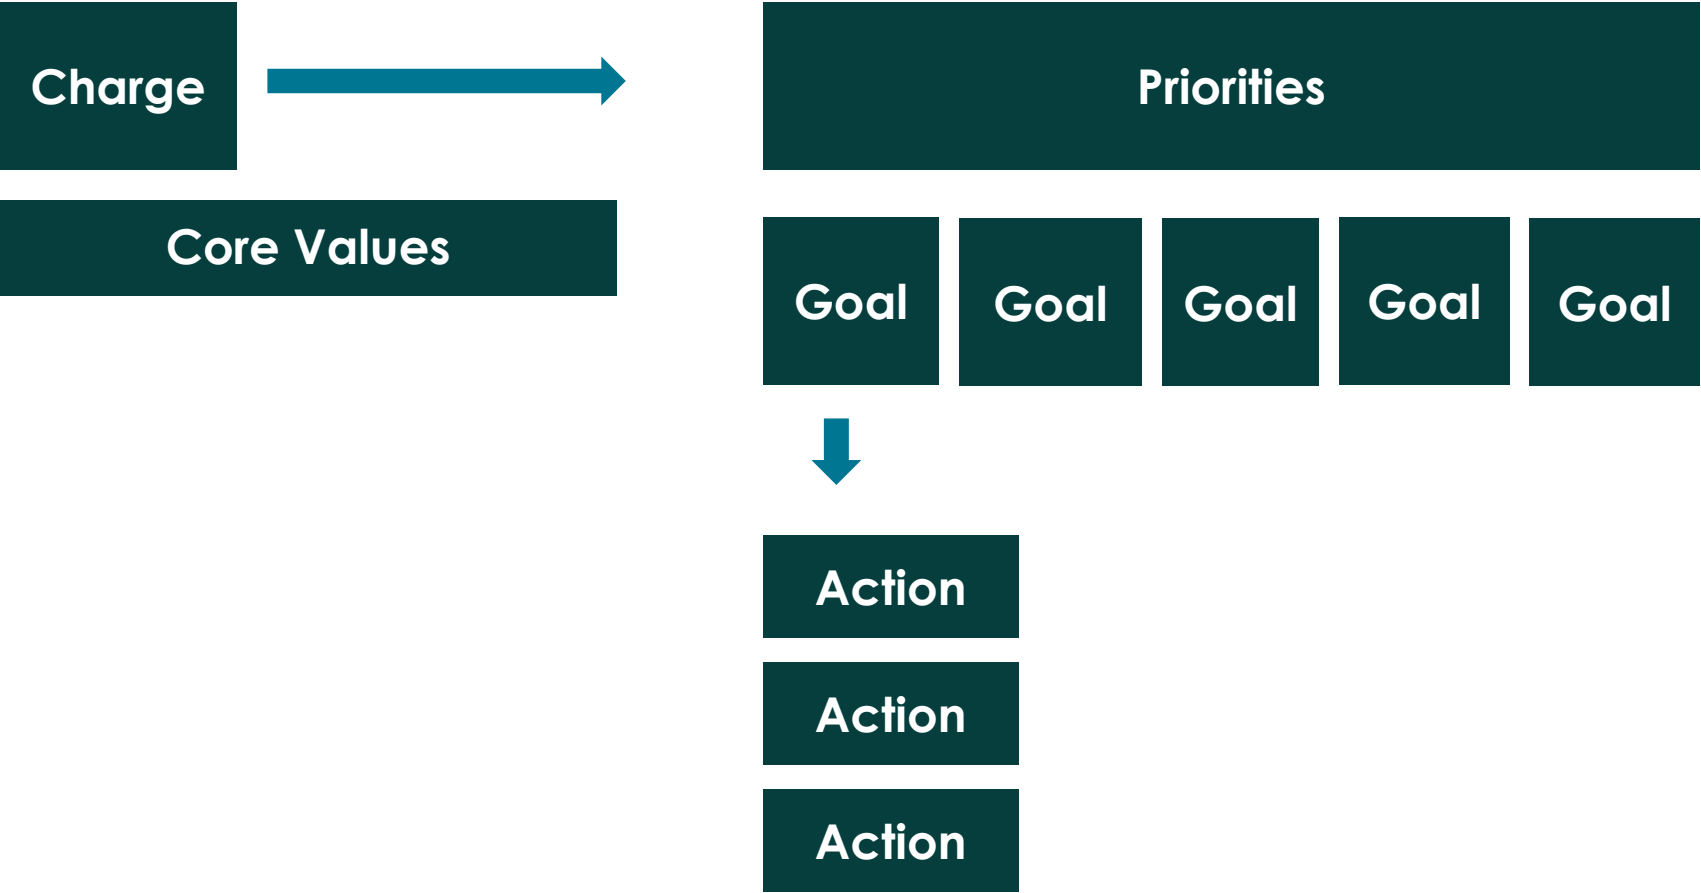 Charge
Priorities
Core Values
Goal
Goal
Goal
Goal
Goal
Action
Action
Action